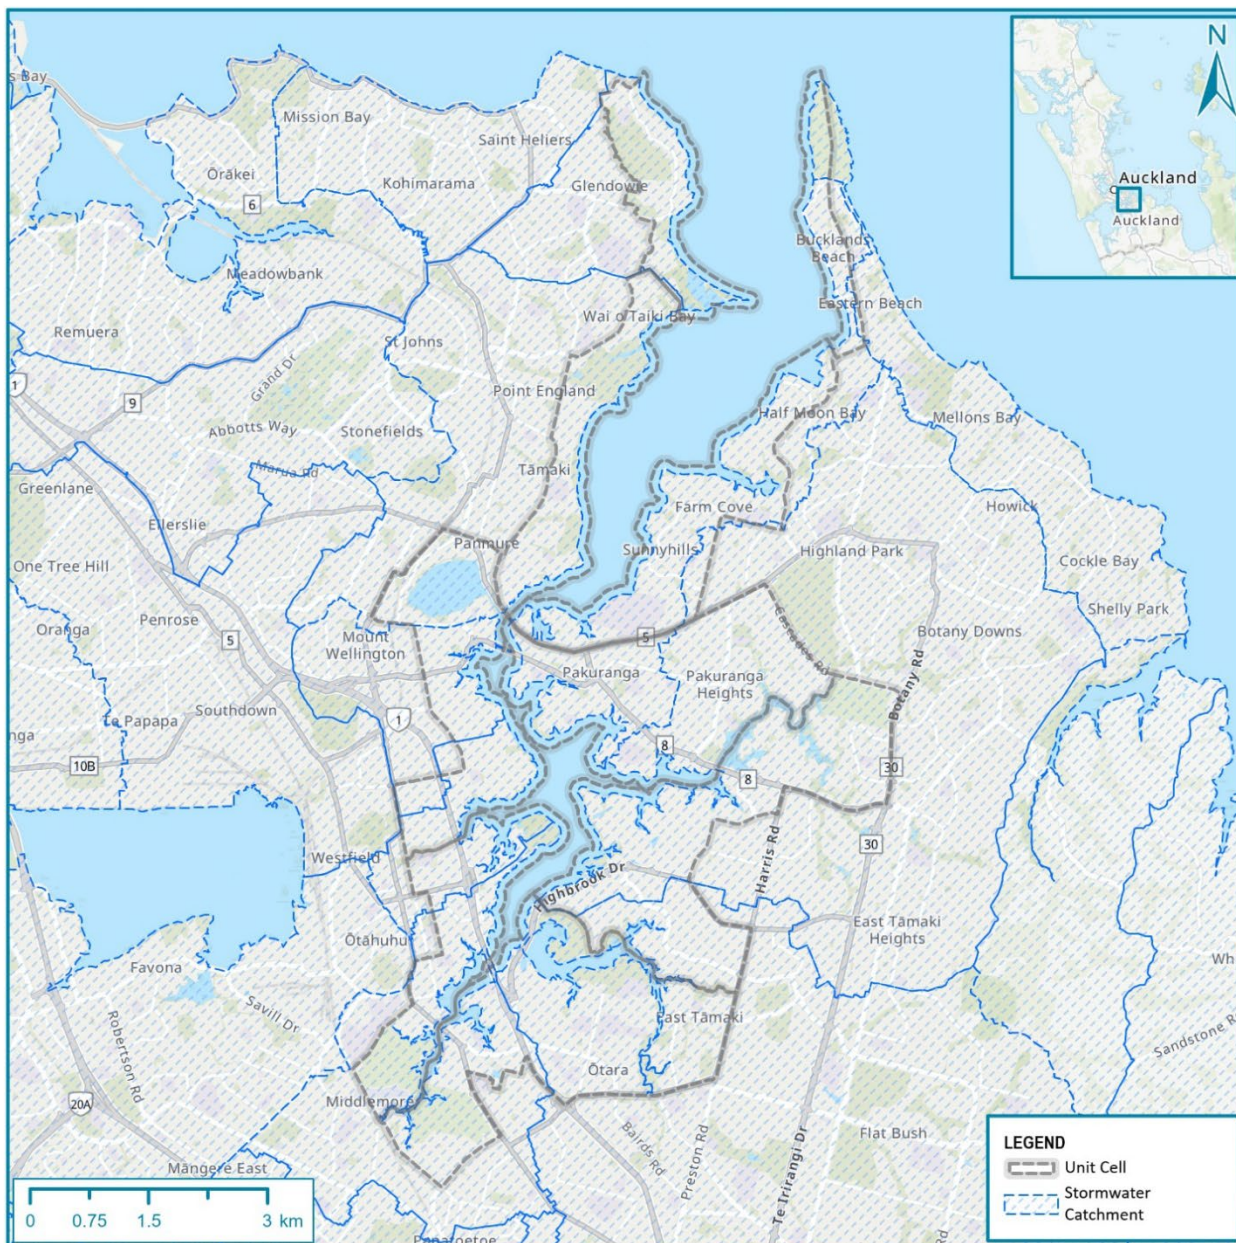 N
Auckland
Auckland
s Bay
Mission Bay
Saint Heliers
Ōrākei
Kohimarama
Glendowie
6
Bucklands
Beach
Meadowbank
Eastern Beach
Wai o Taiki Bay
Remuera
St Johns
1
Grand Dr
Point England
9
Half Moon Bay
Mellons Bay
Abbotts Way
Stonefields
Marua Rd
Tāmaki
Greenlane
Farm Cove
Howick
Ellerslie
Panmure
Sunnyhills
Highland Park
One Tree Hill
Cockle Bay
Penrose
Cascades Rd
Shelly Park
Oranga
5
Mount
Wellington
5
Botany Downs
Pakuranga
Pakuranga
Heights
Botany Rd
Te Papapa
Southdown
1
nga
8
10B
8
30
Harris Rd
30
Westfield
Highbrook Dr
East Tāmaki
Heights
Ōtāhuhu
Favona
Wh
Savill Dr
East Tāmaki
Robertson Rd
Sandstone R
Ōtara
20A
Middlemore
Bairds Rd
Preston Rd
Te Irirangi Dr
Flat Bush
Māngere East
Papatoetoe
LEGEND
Unit Cell
Stormwater
Catchment
0 0.75 1.5 3 km